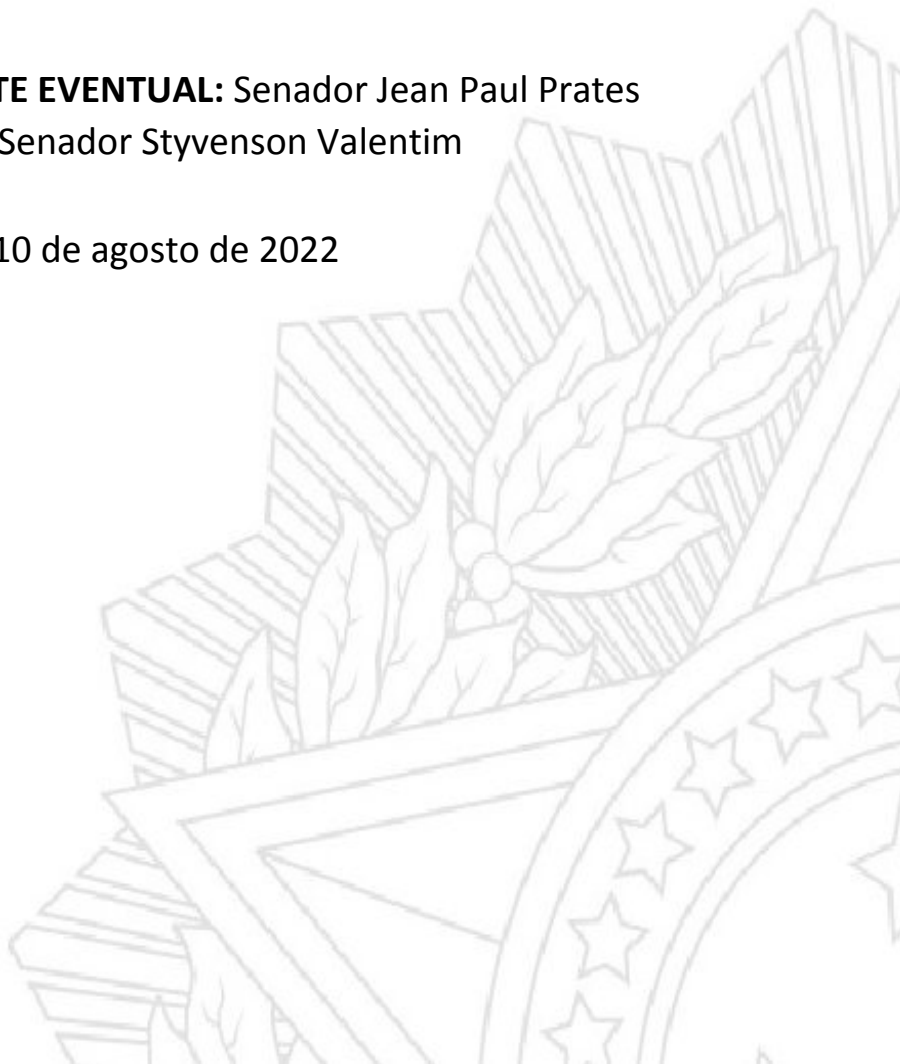 TE EVENTUAL: Senador Jean Paul Prates
Senador Styvenson Valentim
10 de agosto de 2022